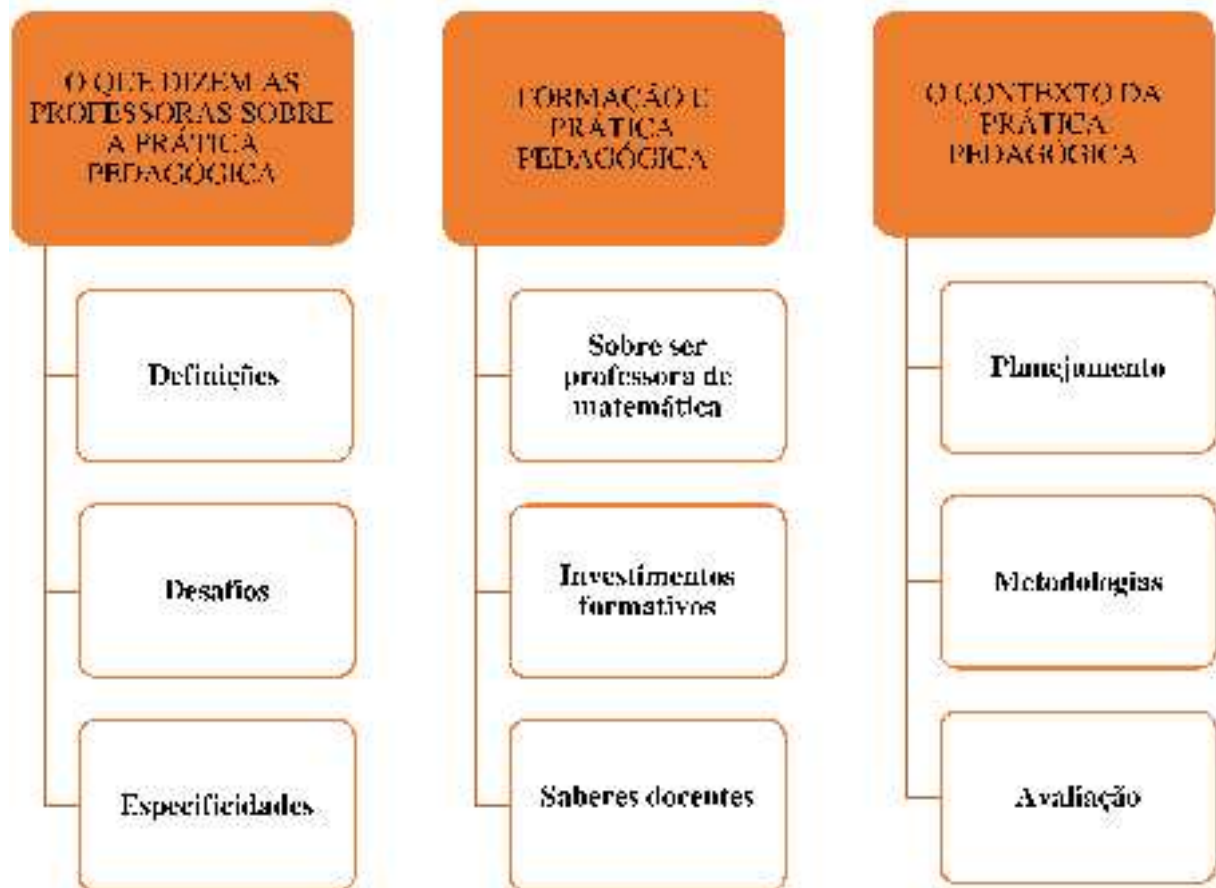 O QUE DIZEM AS
PROFESSORAS SOBRE
A PRÁTICA
PEDAGÓGICA
Definições
Desafios
Especificidades
FORMAÇÃO E
PRÁTICA
PEDAGÓGICA
Sobre ser
professora de
matemática
Investimentos
formativos
Saberes docentes
O CONTEXTO DA
PRÁTICA
PEDAGÓGICA
Planejamento
Metodologias
Avaliação